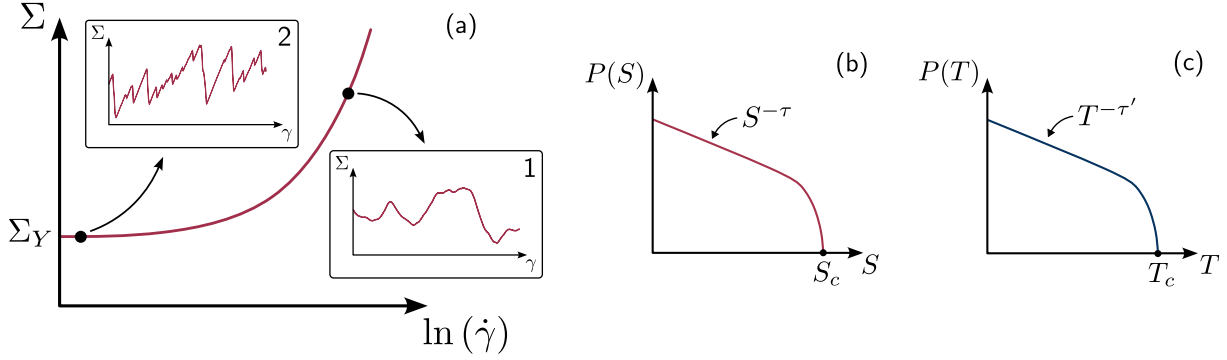 Σ
(a)
Σ
2
γ
Σ
1
γ
Σ_Y
ln (γ̇)
(b)
P(S)
S^{-τ}
S_c
S
(c)
P(T)
T^{-τ′}
T_c
T